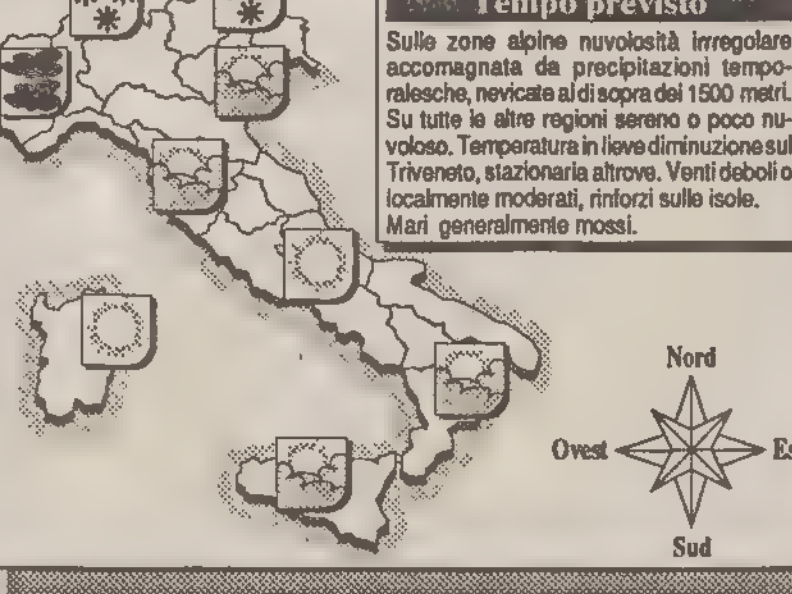 Tempo previsto
Sulle zone alpine nuvolosità irrregolare
accomagnata da precipitazioni tempo-
ralesche, nevicate al di sopra dei 1500 metri.
Su tutte le altre regioni sereno o poco nu-
voloso. Temperatura in lieve diminuzione sul
Triveneto, stazionaria altrove. Venti deboli o
localmente moderati, rinforzi sulle isole.
Mari generalmente mossi.
Nord
Ovest
Es
Sud